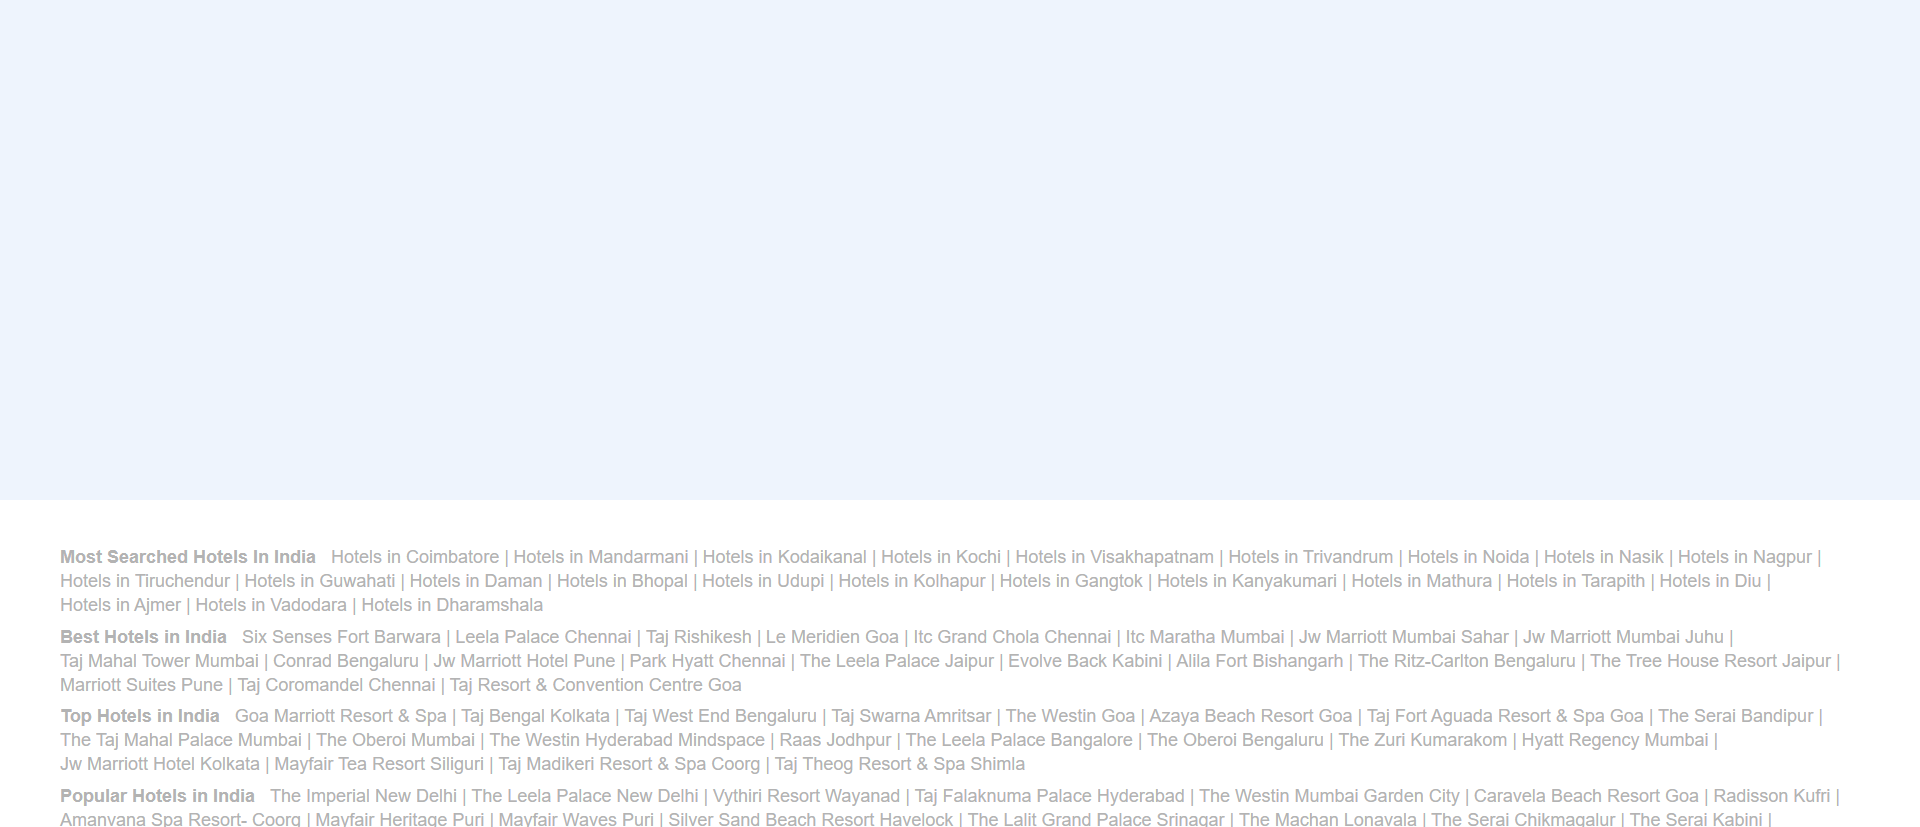 Most Searched Hotels In India Hotels in Coimbatore | Hotels in Mandarmani | Hotels in Kodaikanal | Hotels in Kochi | Hotels in Visakhapatnam | Hotels in Trivandrum | Hotels in Noida | Hotels in Nasik | Hotels in Nagpur |
Hotels in Tiruchendur | Hotels in Guwahati | Hotels in Daman | Hotels in Bhopal | Hotels in Udupi | Hotels in Kolhapur | Hotels in Gangtok | Hotels in Kanyakumari | Hotels in Mathura | Hotels in Tarapith | Hotels in Diu |
Hotels in Ajmer | Hotels in Vadodara | Hotels in Dharamshala
Best Hotels in India Six Senses Fort Barwara | Leela Palace Chennai | Taj Rishikesh | Le Meridien Goa | Itc Grand Chola Chennai | Itc Maratha Mumbai | Jw Marriott Mumbai Sahar | Jw Marriott Mumbai Juhu |
Taj Mahal Tower Mumbai | Conrad Bengaluru | Jw Marriott Hotel Pune | Park Hyatt Chennai | The Leela Palace Jaipur | Evolve Back Kabini | Alila Fort Bishangarh | The Ritz-Carlton Bengaluru | The Tree House Resort Jaipur |
Marriott Suites Pune | Taj Coromandel Chennai | Taj Resort & Convention Centre Goa
Top Hotels in India Goa Marriott Resort & Spa | Taj Bengal Kolkata | Taj West End Bengaluru | Taj Swarna Amritsar | The Westin Goa | Azaya Beach Resort Goa | Taj Fort Aguada Resort & Spa Goa | The Serai Bandipur |
The Taj Mahal Palace Mumbai | The Oberoi Mumbai | The Westin Hyderabad Mindspace | Raas Jodhpur | The Leela Palace Bangalore | The Oberoi Bengaluru | The Zuri Kumarakom | Hyatt Regency Mumbai |
Jw Marriott Hotel Kolkata | Mayfair Tea Resort Siliguri | Taj Madikeri Resort & Spa Coorg | Taj Theog Resort & Spa Shimla
Popular Hotels in India The Imperial New Delhi | The Leela Palace New Delhi | Vythiri Resort Wayanad | Taj Falaknuma Palace Hyderabad | The Westin Mumbai Garden City | Caravela Beach Resort Goa | Radisson Kufri |
Amanvana Spa Resort- Coorg | Mayfair Heritage Puri | Mayfair Waves Puri | Silver Sand Beach Resort Havelock | The Lalit Grand Palace Srinagar | The Machan Lonavala | The Serai Chikmagalur | The Serai Kabini |